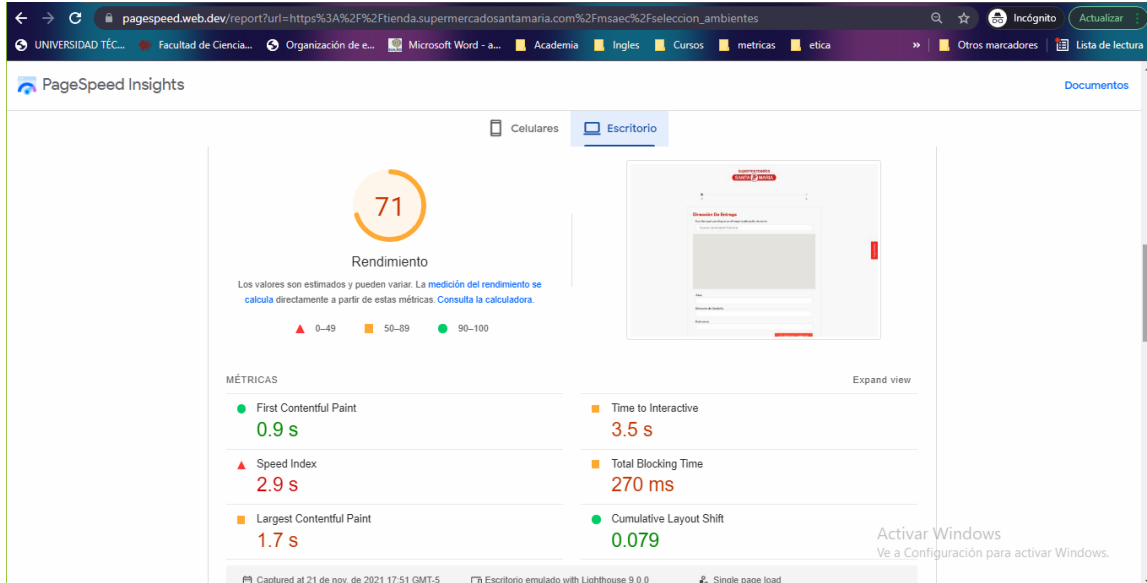 pagespeed.web.dev/report?url=https%3A%2F%2Ftienda.supermercadosantamaria.com%2Fmsaec%2Fseleccion_ambientes
Incógnito
Actualizar
UNIVERSIDAD TÉC...
Facultad de Ciencia...
Organización de e...
Microsoft Word - a...
Academia
Ingles
Cursos
metricas
etica
»
Otros marcadores
Lista de lectura
PageSpeed Insights
Documentos
Celulares
Escritorio
71
Rendimiento
Los valores son estimados y pueden variar. La medición del rendimiento se
calcula directamente a partir de estas métricas. Consulta la calculadora.
0–49
50–89
90–100
SANTA MARIA
Dirección De Entrega
MÉTRICAS
Expand view
First Contentful Paint
0.9 s
Time to Interactive
3.5 s
Speed Index
2.9 s
Total Blocking Time
270 ms
Largest Contentful Paint
1.7 s
Cumulative Layout Shift
0.079
Activar Windows
Ve a Configuración para activar Windows.
Captured at 21 de nov. de 2021 17:51 GMT-5
Escritorio emulado with Lighthouse 9.0.0
Single page load